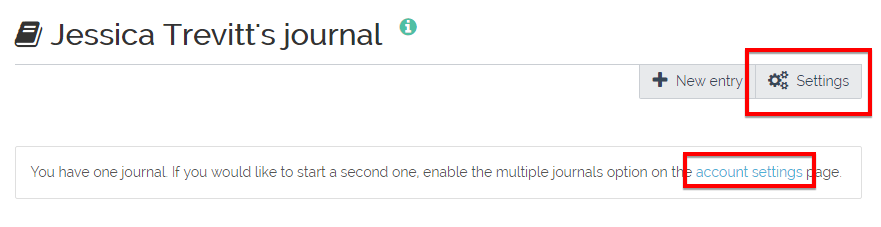 Jessica Trevitt's journal
New entry
Settings
You have one journal. If you would like to start a second one, enable the multiple journals option on the account settings page.